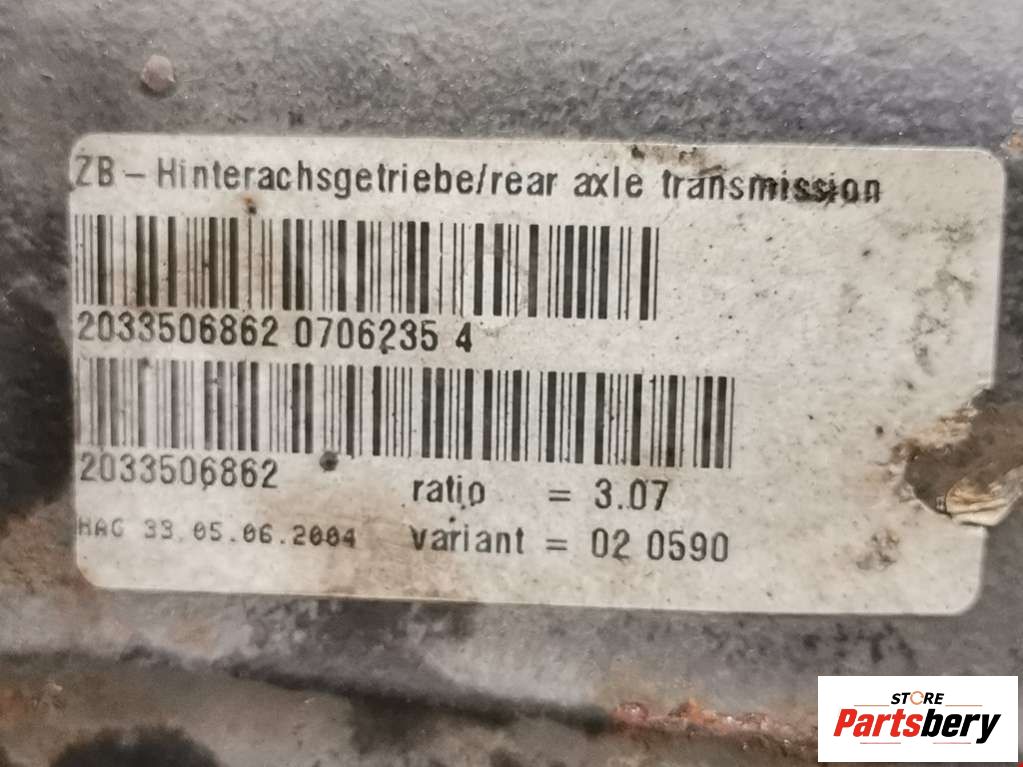 ZB - Hinterachsgetriebe/rear axle transmission
2033506862 0706235 4
2033506862
ratio = 3.07
HAG 33 05.06.2004
variant = 02 0590
STORE
Partsbery